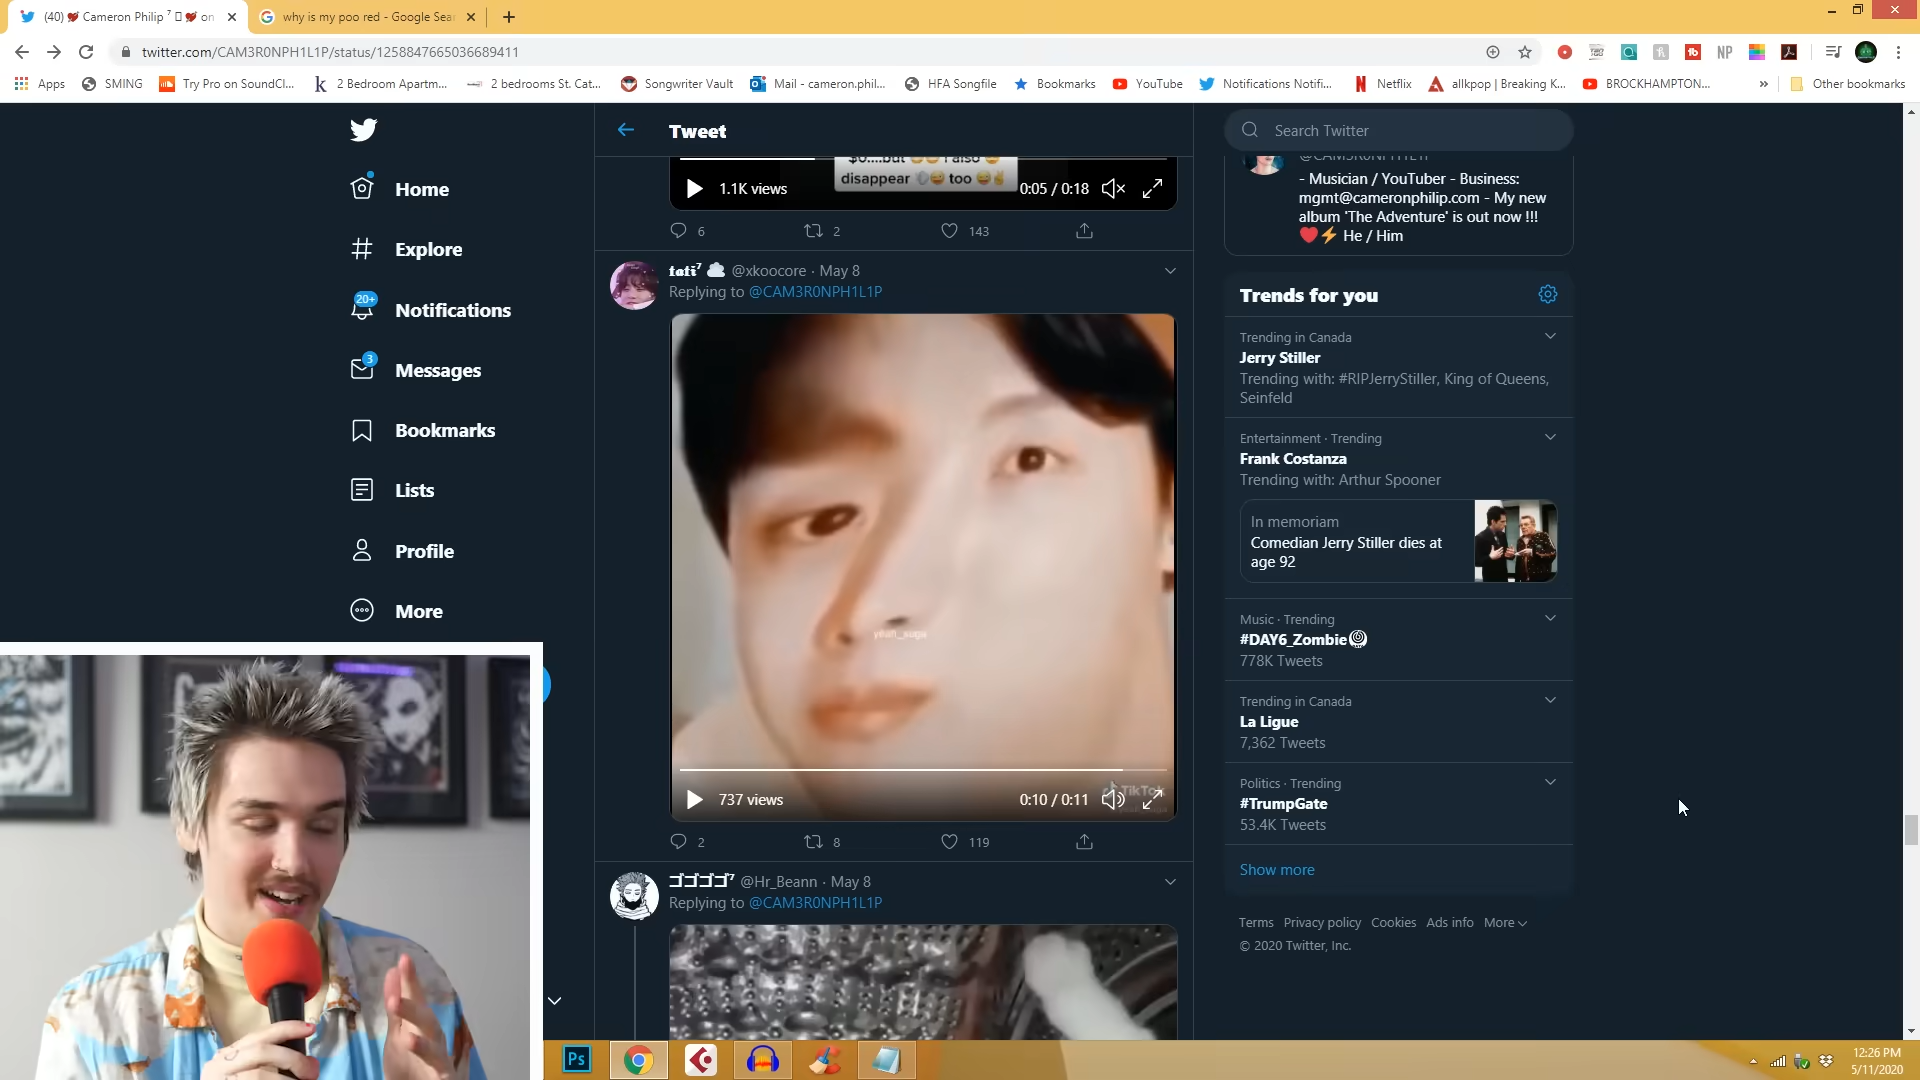 (40) 💘 Cameron Philip ⁷ 💘 on
why is my poo red - Google Sear
twitter.com/CAM3R0NPH1L1P/status/1258847665036689411
NP
Apps
SMING
Try Pro on SoundCl...
2 Bedroom Apartm...
2 bedrooms St. Cat...
Songwriter Vault
Mail - cameron.phil...
HFA Songfile
Bookmarks
YouTube
Notifications Notifi...
Netflix
allkpop | Breaking K...
BROCKHAMPTON...
»
Other bookmarks
Home
Explore
20+
Notifications
3
Messages
Bookmarks
Lists
Profile
More
Tweet
$0....but 😄😄 I also 😄
disappear 💨😅 too 😅✌
1.1K views
0:05 / 0:18
6
2
143
tati⁷ ☁ @xkoocore · May 8
Replying to @CAM3R0NPH1L1P
yeah_suga
TikTok
737 views
0:10 / 0:11
2
8
119
ゴゴゴゴ⁷ @Hr_Beann · May 8
Replying to @CAM3R0NPH1L1P
Search Twitter
@CAM3R0NPH1L1P
- Musician / YouTuber - Business:
mgmt@cameronphilip.com - My new
album 'The Adventure' is out now !!!
❤️⚡ He / Him
Trends for you
Trending in Canada
Jerry Stiller
Trending with: #RIPJerryStiller, King of Queens,
Seinfeld
Entertainment · Trending
Frank Costanza
Trending with: Arthur Spooner
In memoriam
Comedian Jerry Stiller dies at
age 92
Music · Trending
#DAY6_Zombie
778K Tweets
Trending in Canada
La Ligue
7,362 Tweets
Politics · Trending
#TrumpGate
53.4K Tweets
Show more
Terms Privacy policy Cookies Ads info More
© 2020 Twitter, Inc.
Ps
12:26 PM
5/11/2020